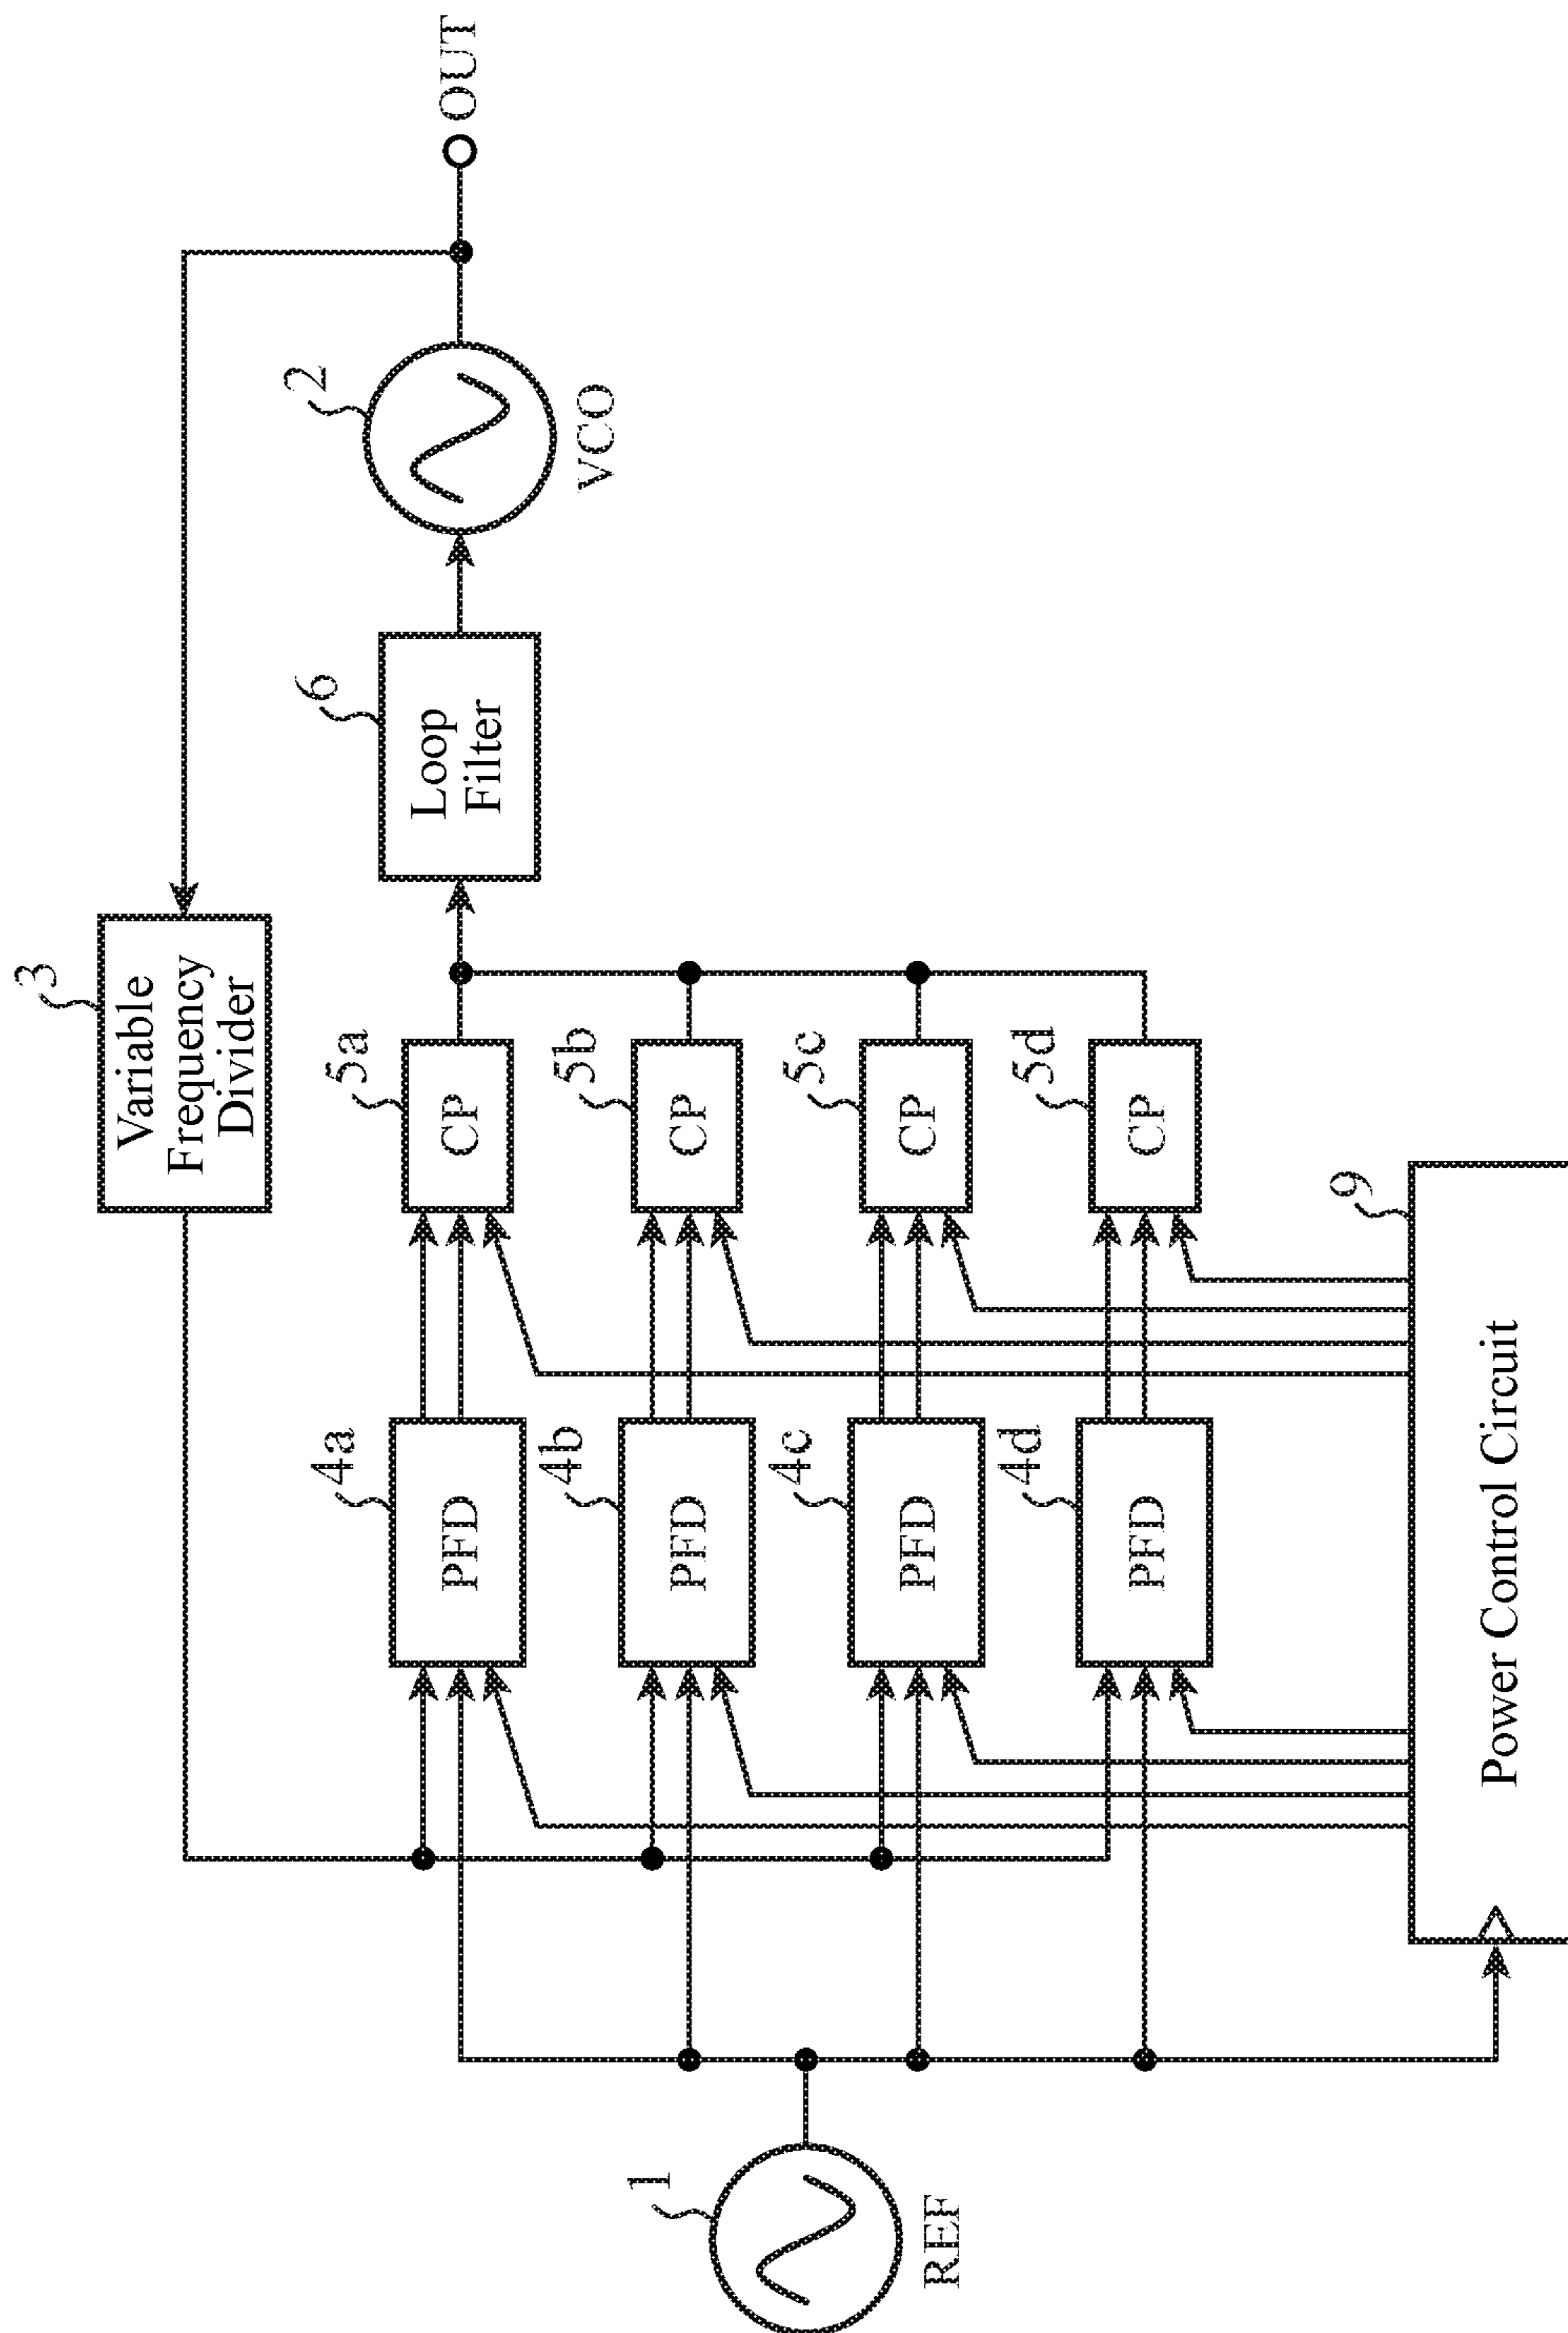 3
Variable
Frequency
Divider
2
VCO
OUT
6
Loop
Filter
4a
PFD
5a
CP
4b
PFD
5b
CP
1
REF
4c
PFD
5c
CP
4d
PFD
5d
CP
9
Power Control Circuit